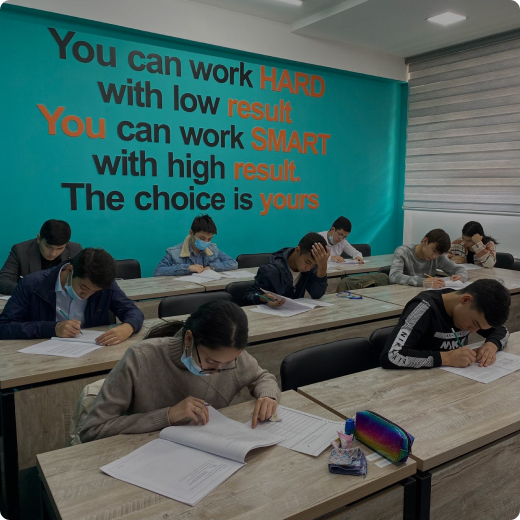 You can work HARD
with low result
You can work SMART
with high result.
The choice is yours